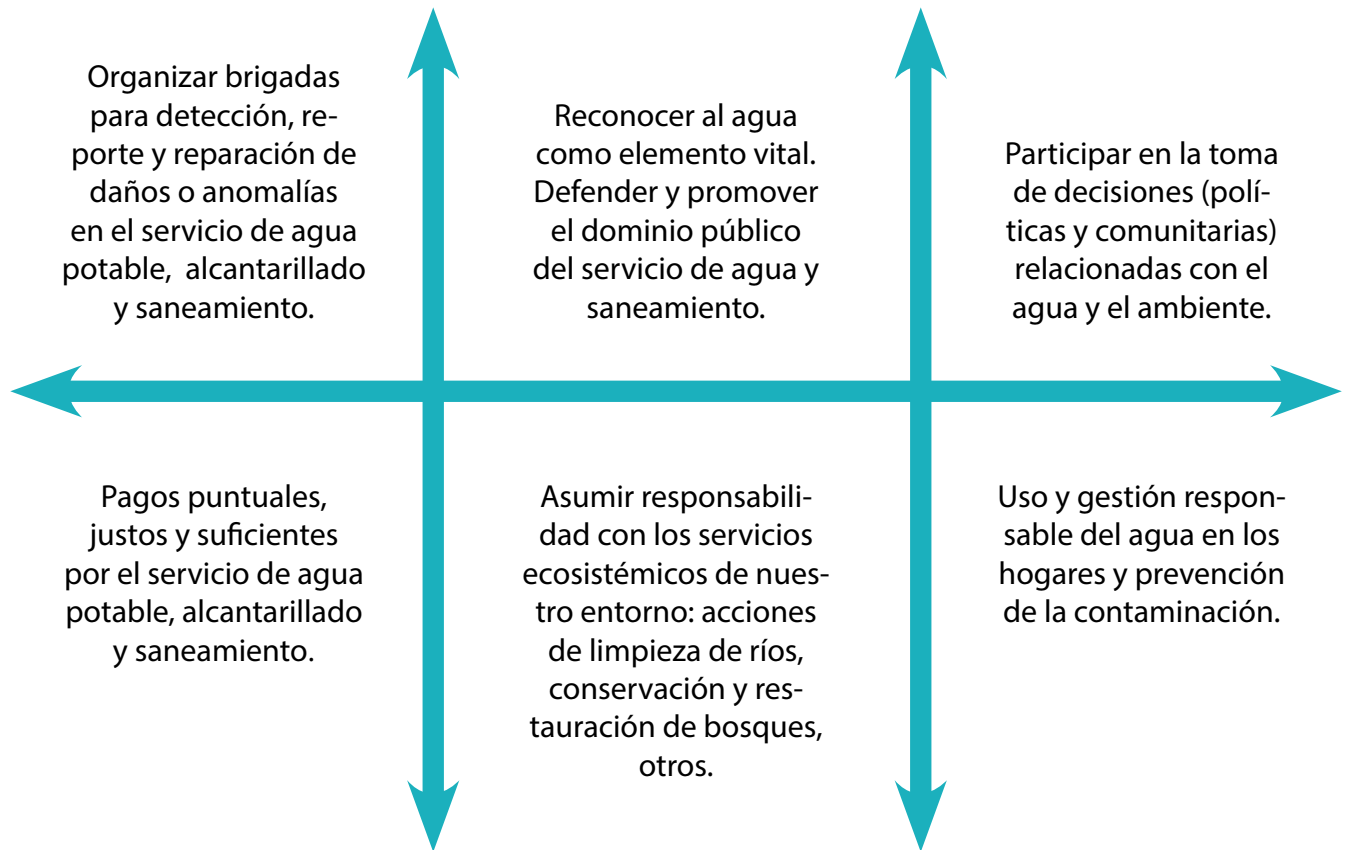 Organizar brigadas
para detección, re-
porte y reparación de
daños o anomalías
en el servicio de agua
potable,  alcantarillado
y saneamiento.
Reconocer al agua
como elemento vital.
Defender y promover
el dominio público
del servicio de agua y
saneamiento.
Participar en la toma
de decisiones (polí-
ticas y comunitarias)
relacionadas con el
agua y el ambiente.
Pagos puntuales,
justos y suficientes
por el servicio de agua
potable, alcantarillado
y saneamiento.
Asumir responsabili-
dad con los servicios
ecosistémicos de nues-
tro entorno: acciones
de limpieza de ríos,
conservación y res-
tauración de bosques,
otros.
Uso y gestión respon-
sable del agua en los
hogares y prevención
de la contaminación.